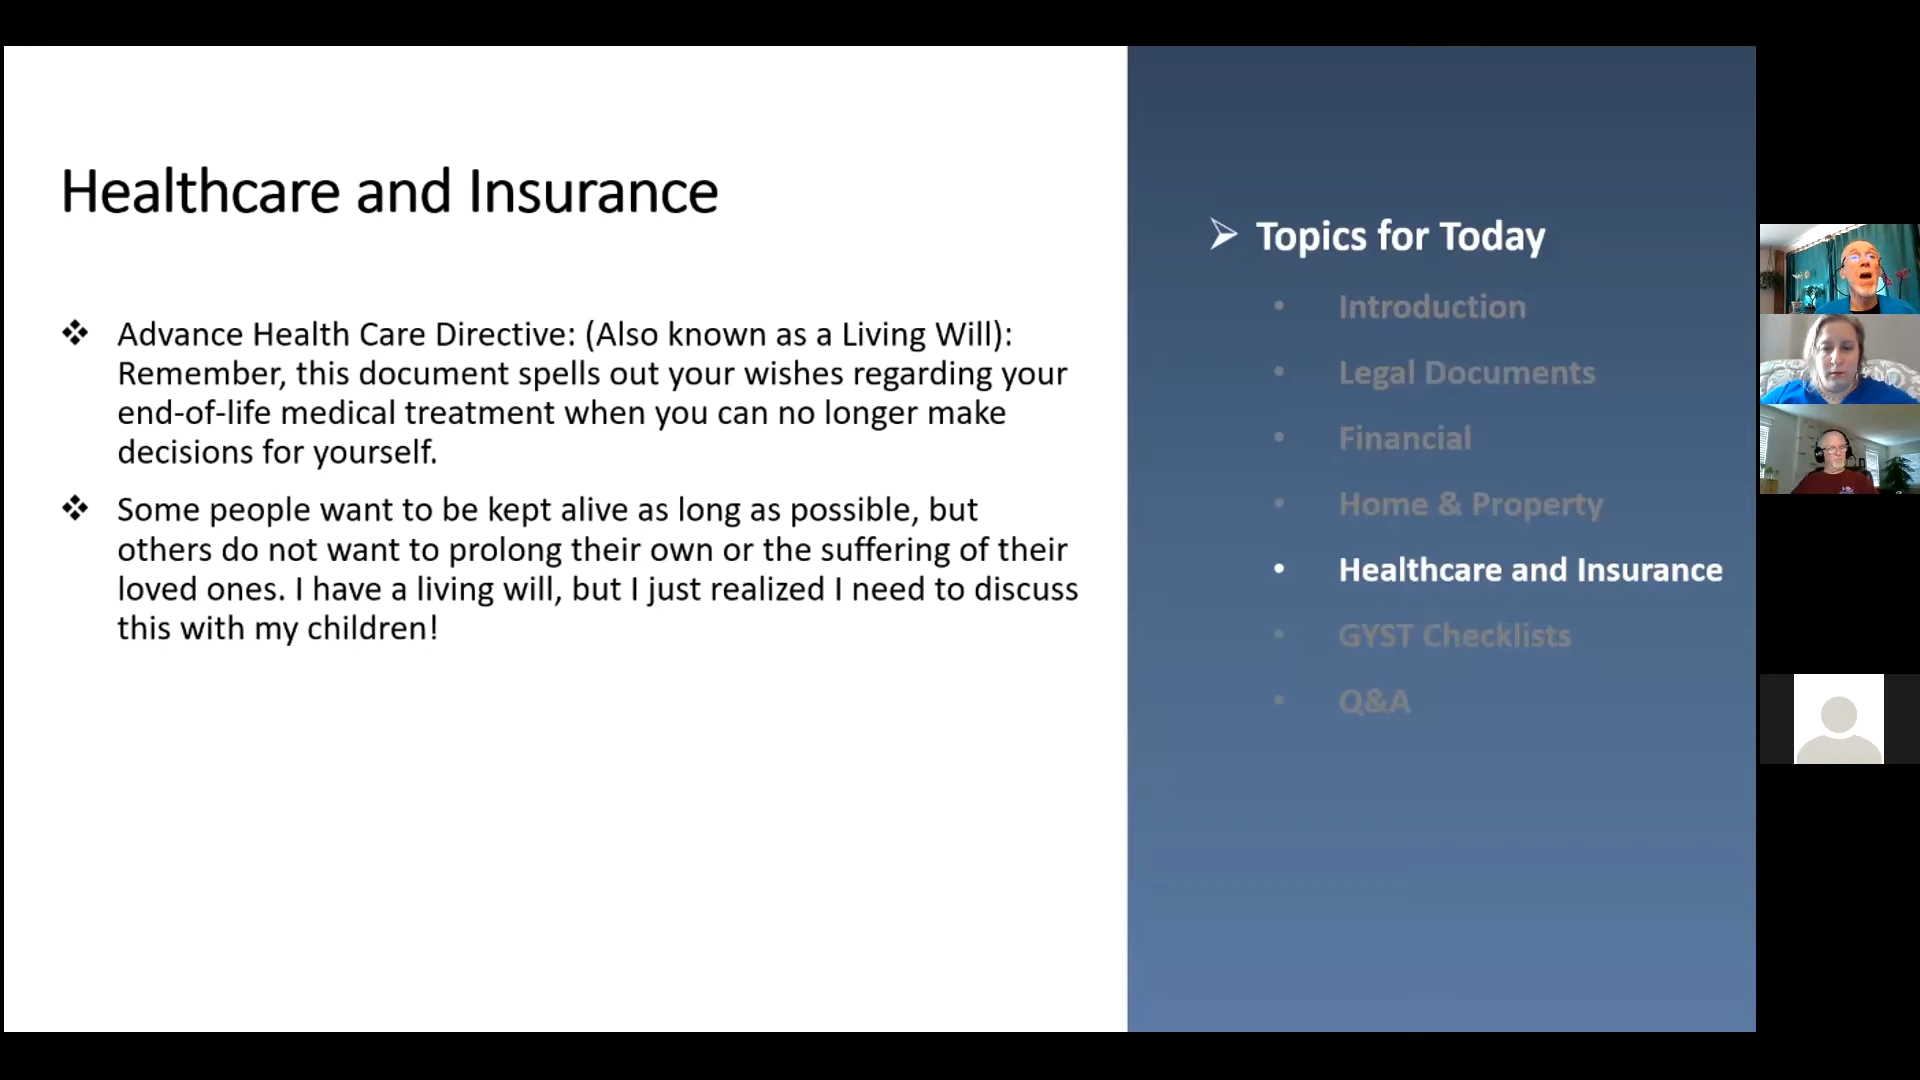 Healthcare and Insurance
Advance Health Care Directive: (Also known as a Living Will):
Remember, this document spells out your wishes regarding your
end-of-life medical treatment when you can no longer make
decisions for yourself.
Some people want to be kept alive as long as possible, but
others do not want to prolong their own or the suffering of their
loved ones. I have a living will, but I just realized I need to discuss
this with my children!
Topics for Today
Introduction
Legal Documents
Financial
Home & Property
Healthcare and Insurance
GYST Checklists
Q&A